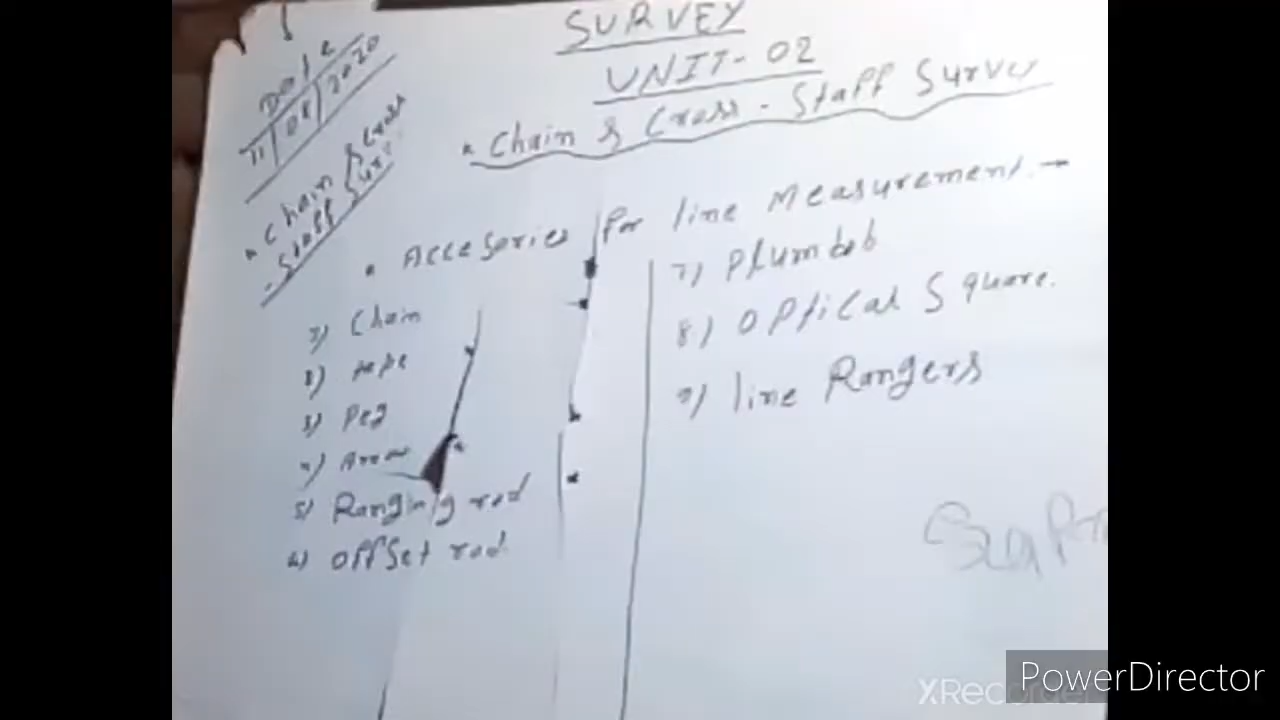 SURVEY
UNIT-02
Chain & Cross-Staff Survey
Date
11/08/2020
Chain & Cross
Staff Sur
Accesories for line Measurement.→
1) Chain
2) tape
3) Peg
4) Arrow
5) Ranging rod
6) offset rod
7) Plumbob
8) Optical Square.
9) line Rangers
PowerDirector
XRecorder